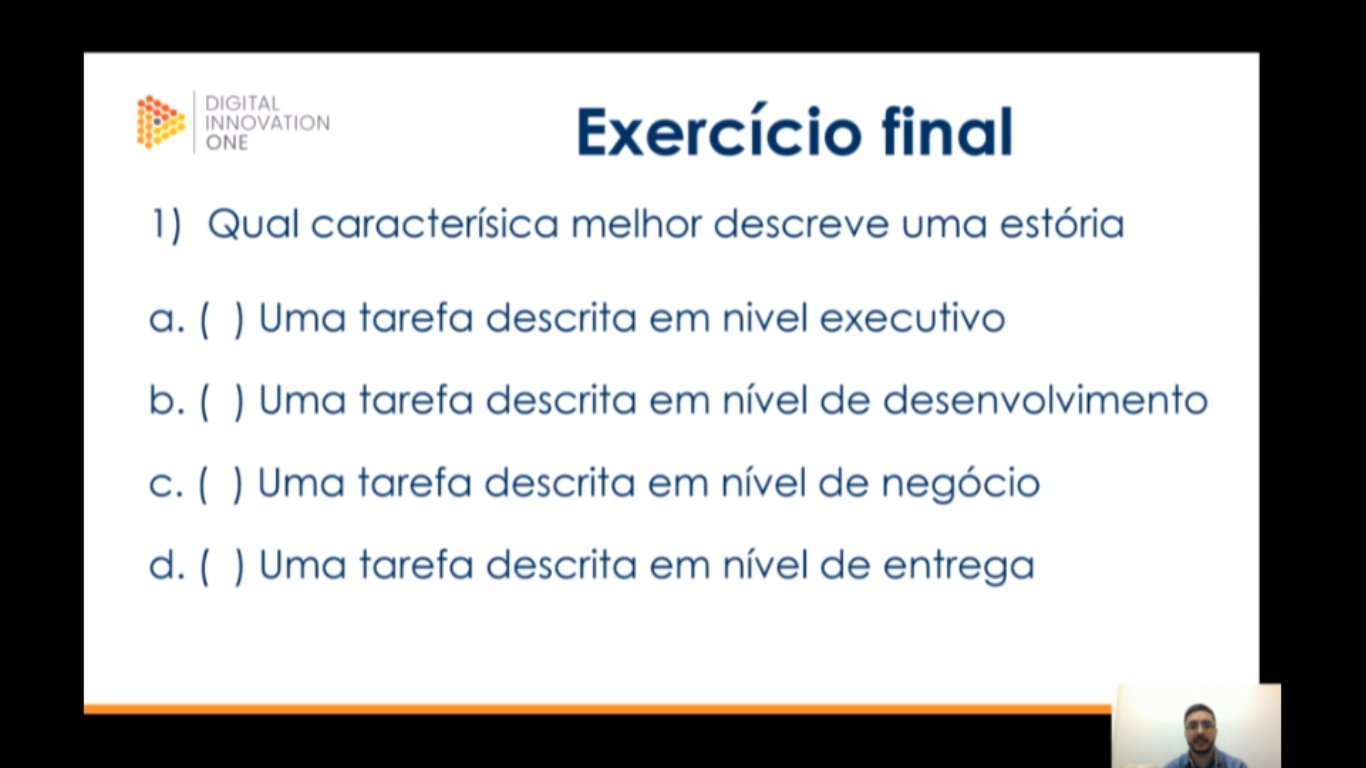 DIGITAL
INNOVATION
ONE
Exercício final
1) Qual caracterísica melhor descreve uma estória
a. ( ) Uma tarefa descrita em nivel executivo
b. ( ) Uma tarefa descrita em nível de desenvolvimento
c. ( ) Uma tarefa descrita em nível de negócio
d. ( ) Uma tarefa descrita em nível de entrega